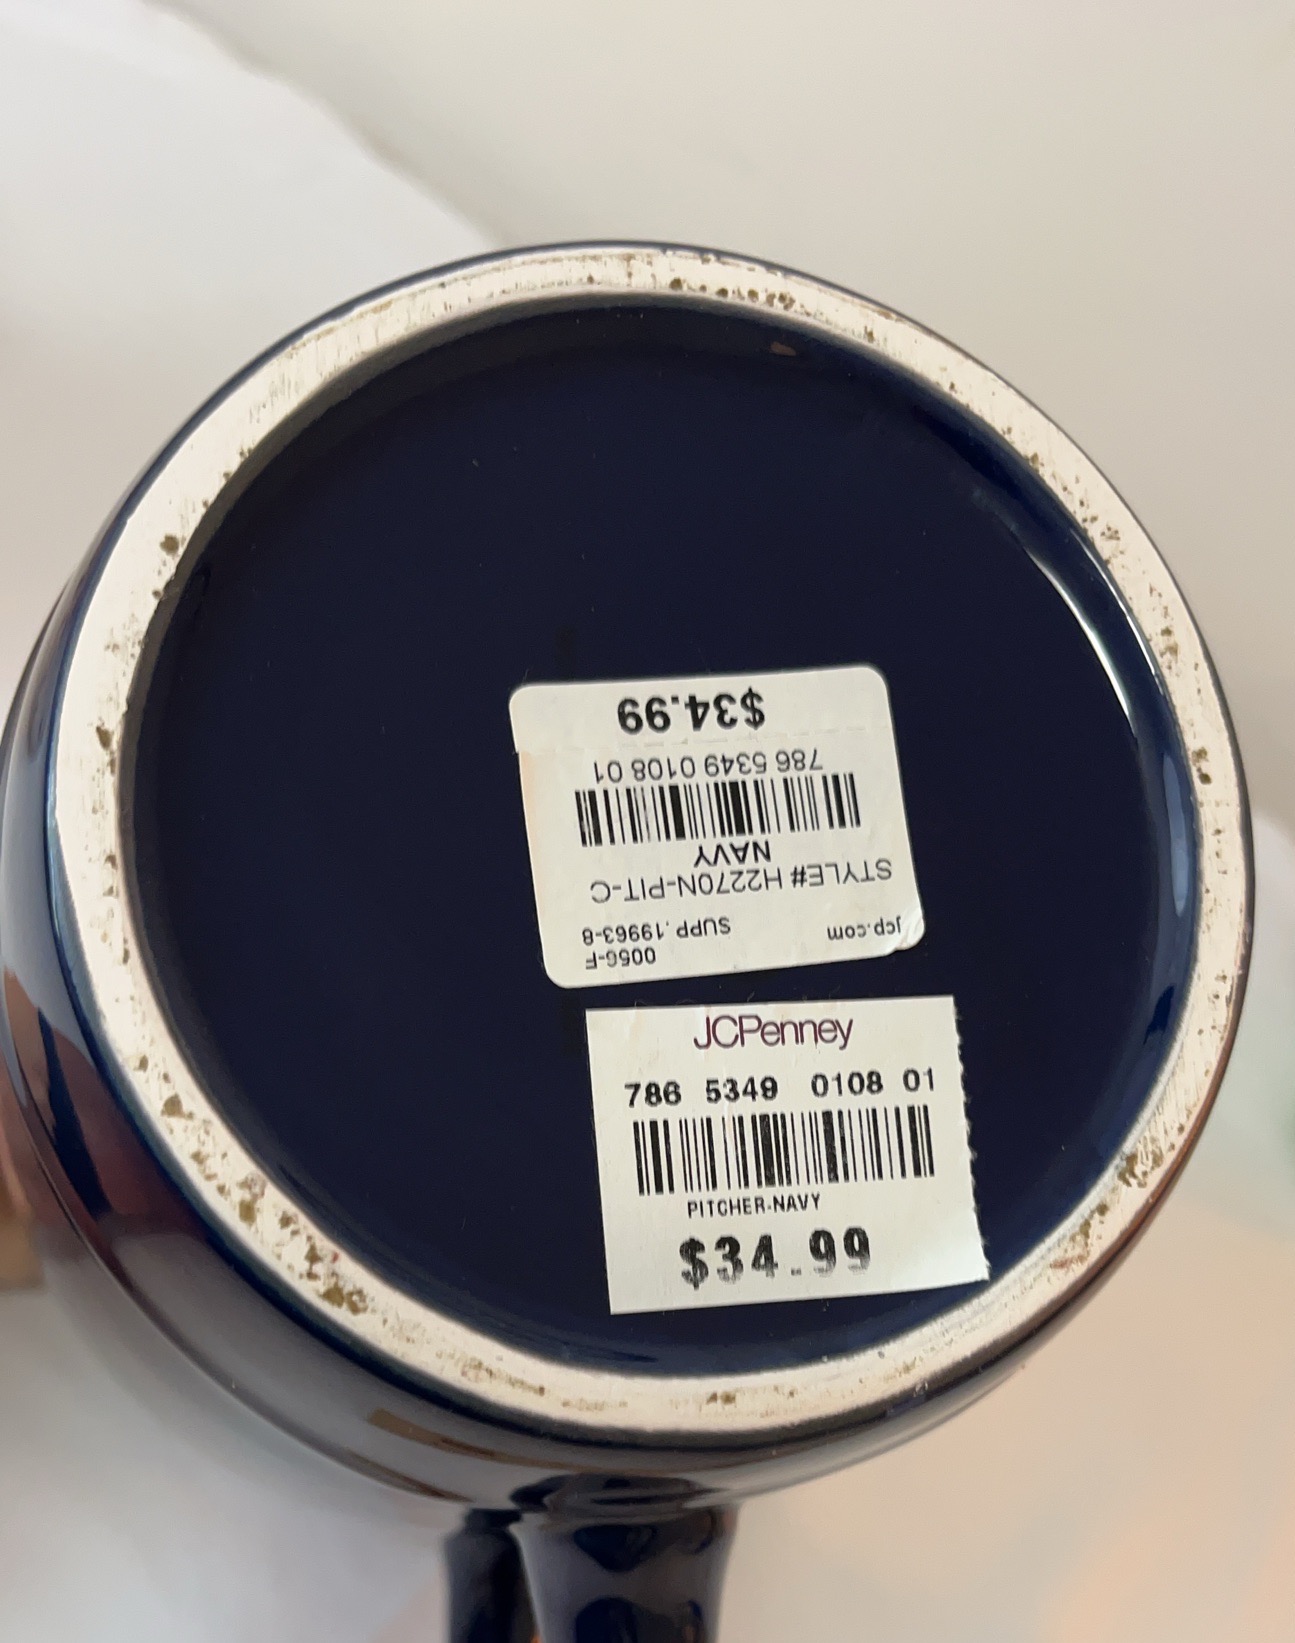 $34.99
786 5349 0108 01
NAVY
STYLE# H2270N-PIT-C
jcp.com SUPP.19963-8
0056-F
JCPenney
786 5349 0108 01
PITCHER-NAVY
$34.99